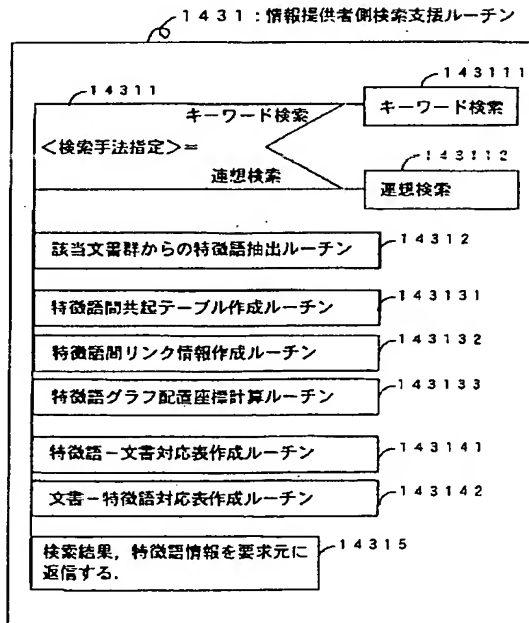 1431：情報提供者側検索支援ルーチン
14311
143111
キーワード検索
キーワード検索
＜検索手法指定＞＝
143112
連想検索
連想検索
該当文書群からの特徴語抽出ルーチン
14312
特徴語間共起テーブル作成ルーチン
143131
特徴語間リンク情報作成ルーチン
143132
特徴語グラフ配置座標計算ルーチン
143133
特徴語－文書対応表作成ルーチン
143141
文書－特徴語対応表作成ルーチン
143142
検索結果，特徴語情報を要求元に
返信する．
14315